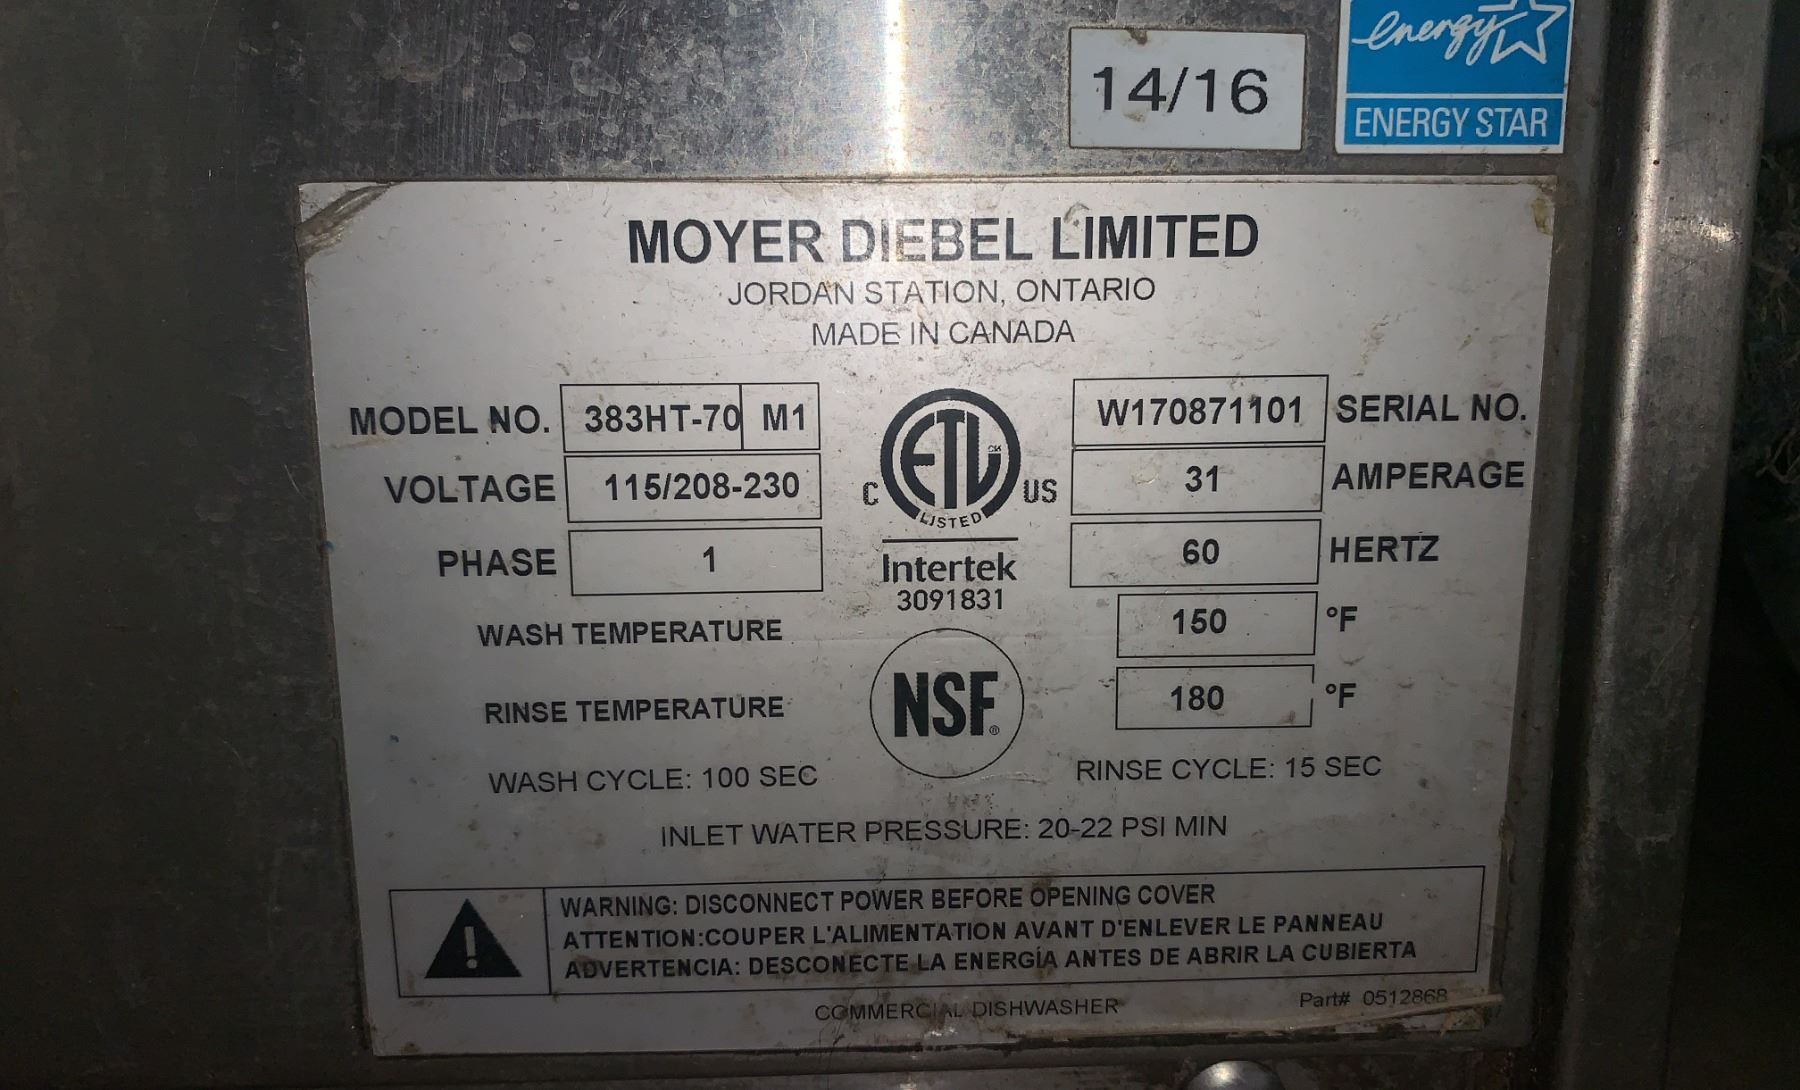 14/16
energy
ENERGY STAR
MOYER DIEBEL LIMITED
JORDAN STATION, ONTARIO
MADE IN CANADA
MODEL NO. 383HT-70 M1
W170871101 SERIAL NO.
VOLTAGE 115/208-230
31 AMPERAGE
PHASE 1
60 HERTZ
C ETL US
LISTED
Intertek
3091831
WASH TEMPERATURE 150 °F
RINSE TEMPERATURE 180 °F
NSF®
WASH CYCLE: 100 SEC
RINSE CYCLE: 15 SEC
INLET WATER PRESSURE: 20-22 PSI MIN
WARNING: DISCONNECT POWER BEFORE OPENING COVER
ATTENTION:COUPER L'ALIMENTATION AVANT D'ENLEVER LE PANNEAU
ADVERTENCIA: DESCONECTE LA ENERGÍA ANTES DE ABRIR LA CUBIERTA
COMMERCIAL DISHWASHER
Part# 0512868